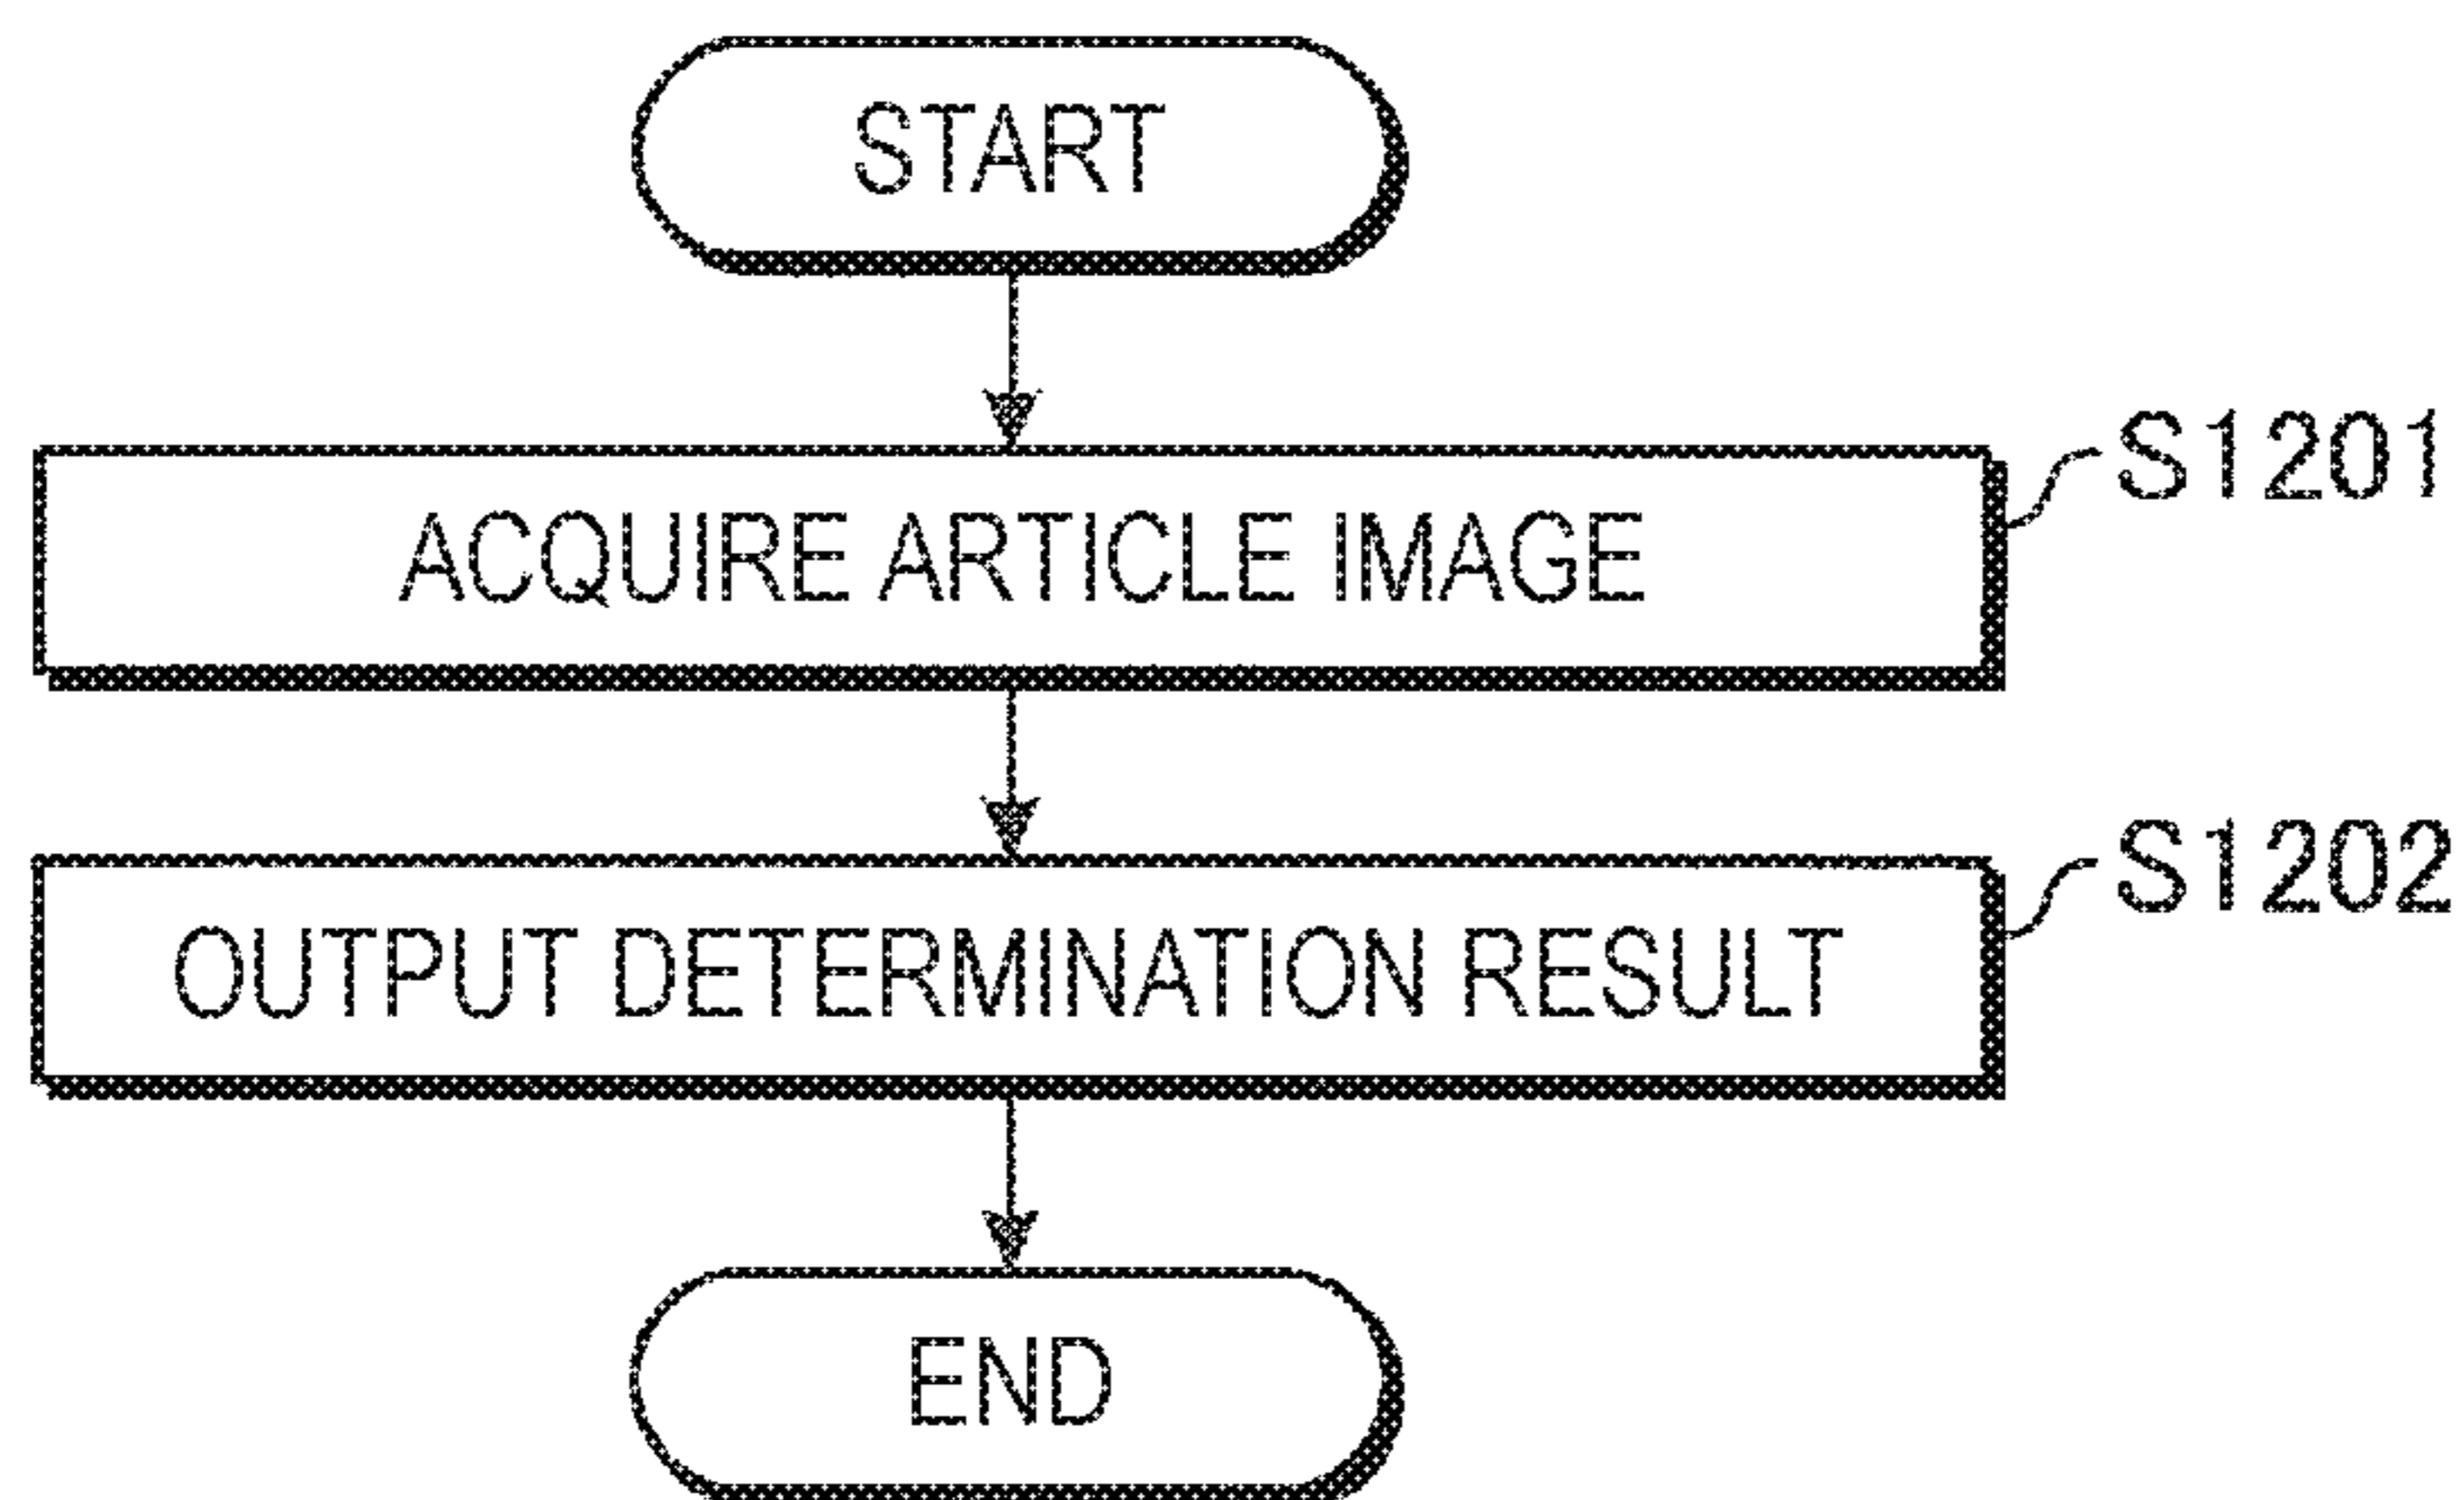 START
S1201
ACQUIRE ARTICLE IMAGE
S1202
OUTPUT DETERMINATION RESULT
END